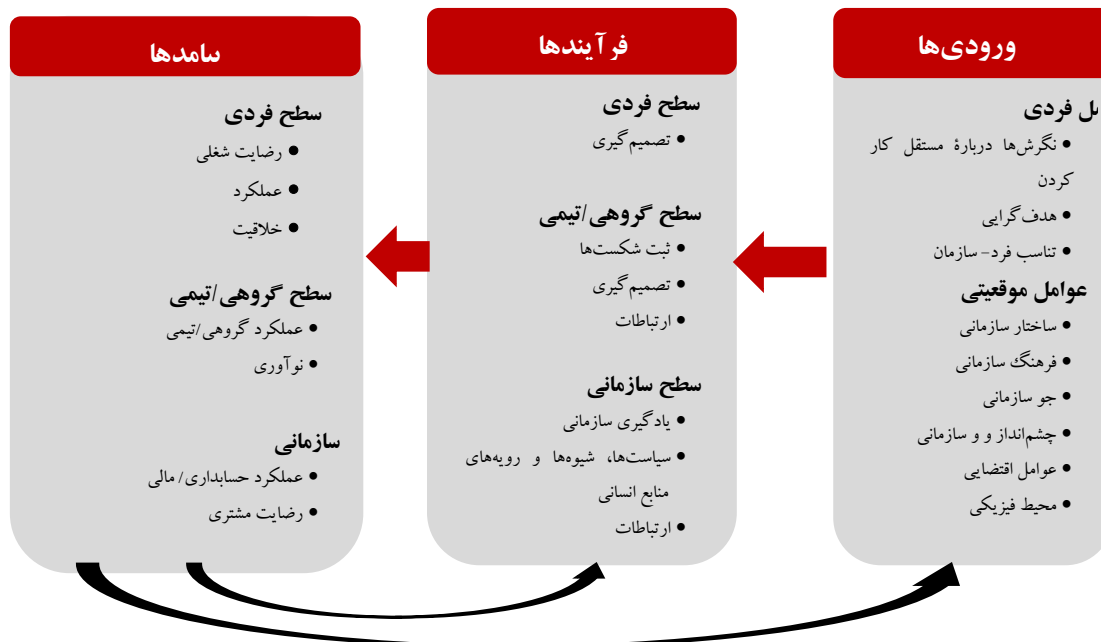 ورودی‌ها
ل فردی
• نگرش‌ها دربارهٔ مستقل کار
کردن
• هدف‌گرایی
• تناسب فرد- سازمان
عوامل موقعیتی
• ساختار سازمانی
• فرهنگ سازمانی
• جو سازمانی
• چشم‌انداز و و سازمانی
• عوامل اقتضایی
• محیط فیزیکی
فرآیندها
سطح فردی
• تصمیم‌گیری
سطح گروهی/تیمی
• ثبت شکست‌ها
• تصمیم‌گیری
• ارتباطات
سطح سازمانی
• یادگیری سازمانی
• سیاست‌ها، شیوه‌ها و رویه‌های
منابع انسانی
• ارتباطات
پیامدها
سطح فردی
• رضایت شغلی
• عملکرد
• خلاقیت
سطح گروهی/تیمی
• عملکرد گروهی/تیمی
• نوآوری
سازمانی
• عملکرد حسابداری/ مالی
• رضایت مشتری